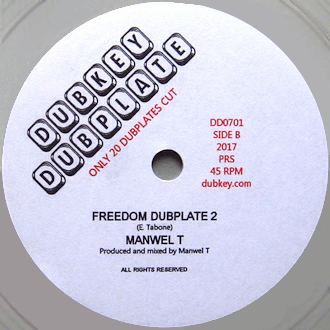 DUBKEY
DUBPLATE
ONLY 20 DUBPLATES CUT
DD0701
SIDE B
2017
PRS
45 RPM
dubkey.com
FREEDOM DUBPLATE 2
(E. Tabone)
MANWEL T
Produced and mixed by Manwel T
ALL RIGHTS RESERVED